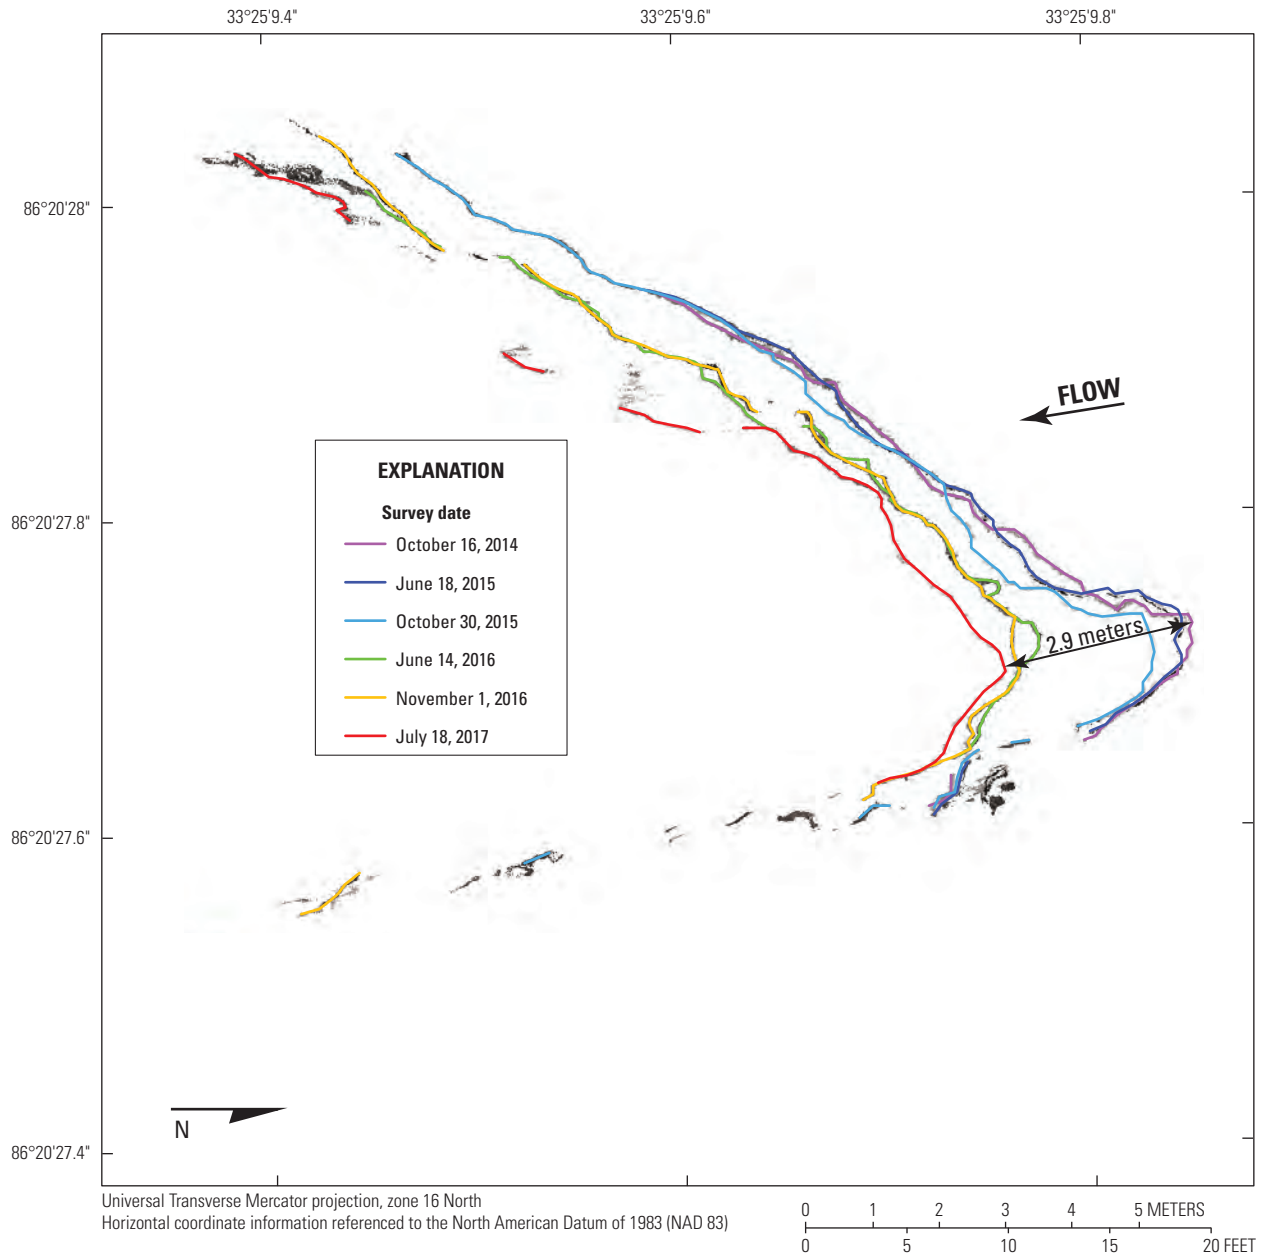 33°25'9.4" 33°25'9.6" 33°25'9.8"
86°20'28"
FLOW
EXPLANATION
Survey date
October 16, 2014
June 18, 2015
October 30, 2015
June 14, 2016
November 1, 2016
July 18, 2017
86°20'27.8"
2.9 meters
86°20'27.6"
N
86°20'27.4"
Universal Transverse Mercator projection, zone 16 North
Horizontal coordinate information referenced to the North American Datum of 1983 (NAD 83)
0 1 2 3 4 5 METERS
0 5 10 15 20 FEET